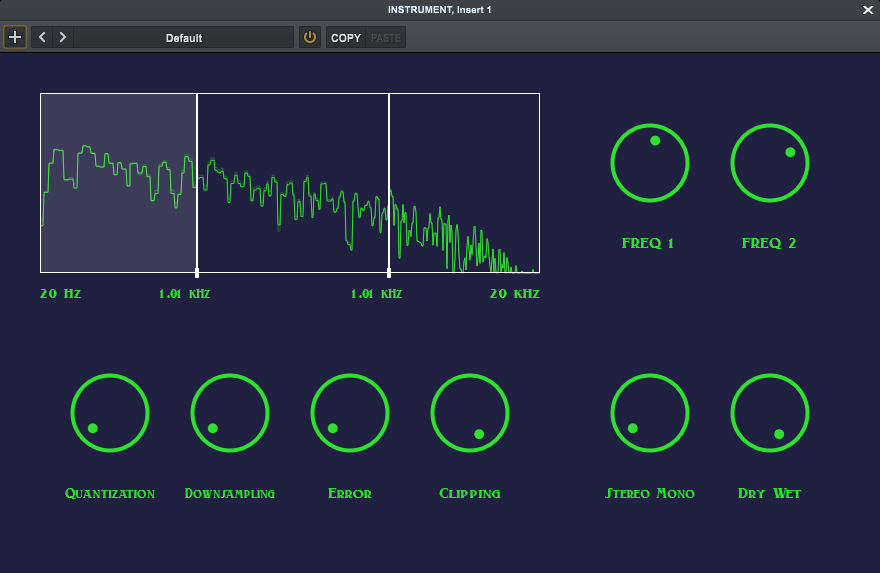 INSTRUMENT, Insert 1
Default
COPY PASTE
FREQ 1 FREQ 2
20 Hz 1.01 kHz 1.01 kHz 20 kHz
Quantization Downsampling Error Clipping Stereo Mono Dry Wet